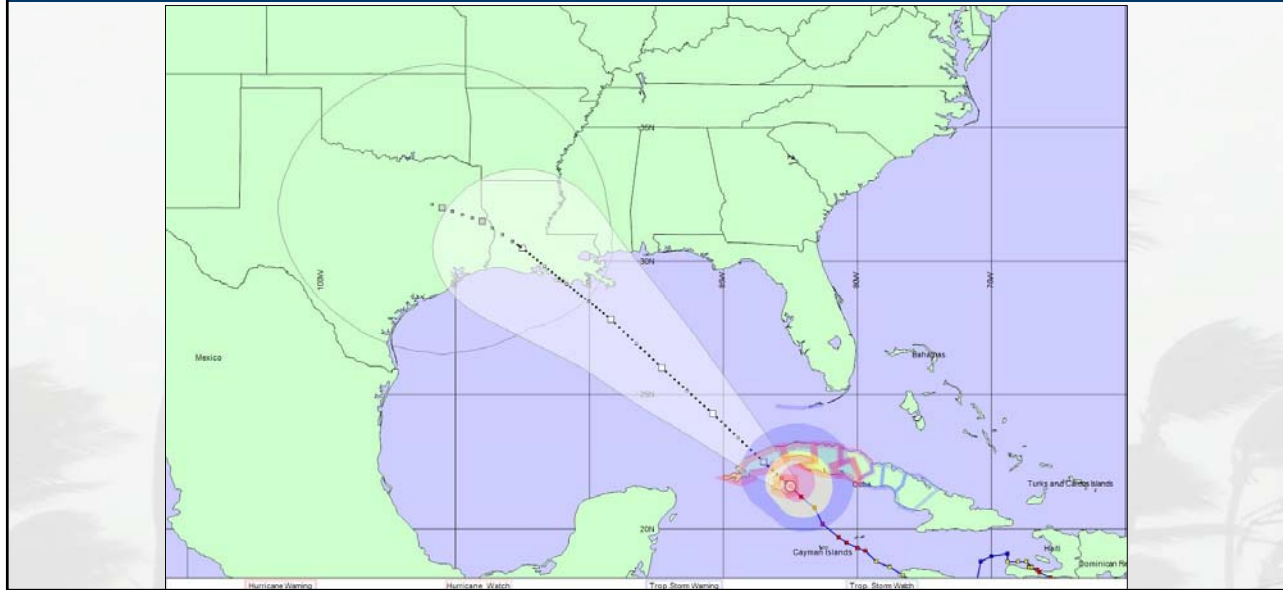 35N
30N
100W
95W
85W
80W
70W
Mexico
Bahamas
25N
Cuba
Turks and Caicos Islands
20N
Cayman Islands
Haiti
Dominican Re
Hurricane Warning
Hurricane Watch
Trop. Storm Warning
Trop. Storm Watch